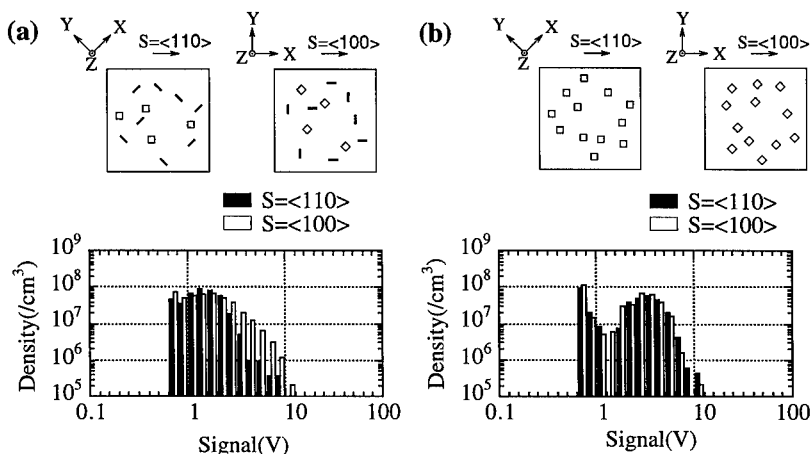 (a)
Y X Z S=<110>
Y X Z S=<100>
S=<110>
S=<100>
Density(/cm³)
10⁹
10⁸
10⁷
10⁶
10⁵
0.1 1 10 100
Signal(V)
(b)
Y X Z S=<110>
Y X Z S=<100>
S=<110>
S=<100>
Density(/cm³)
10⁹
10⁸
10⁷
10⁶
10⁵
0.1 1 10 100
Signal(V)